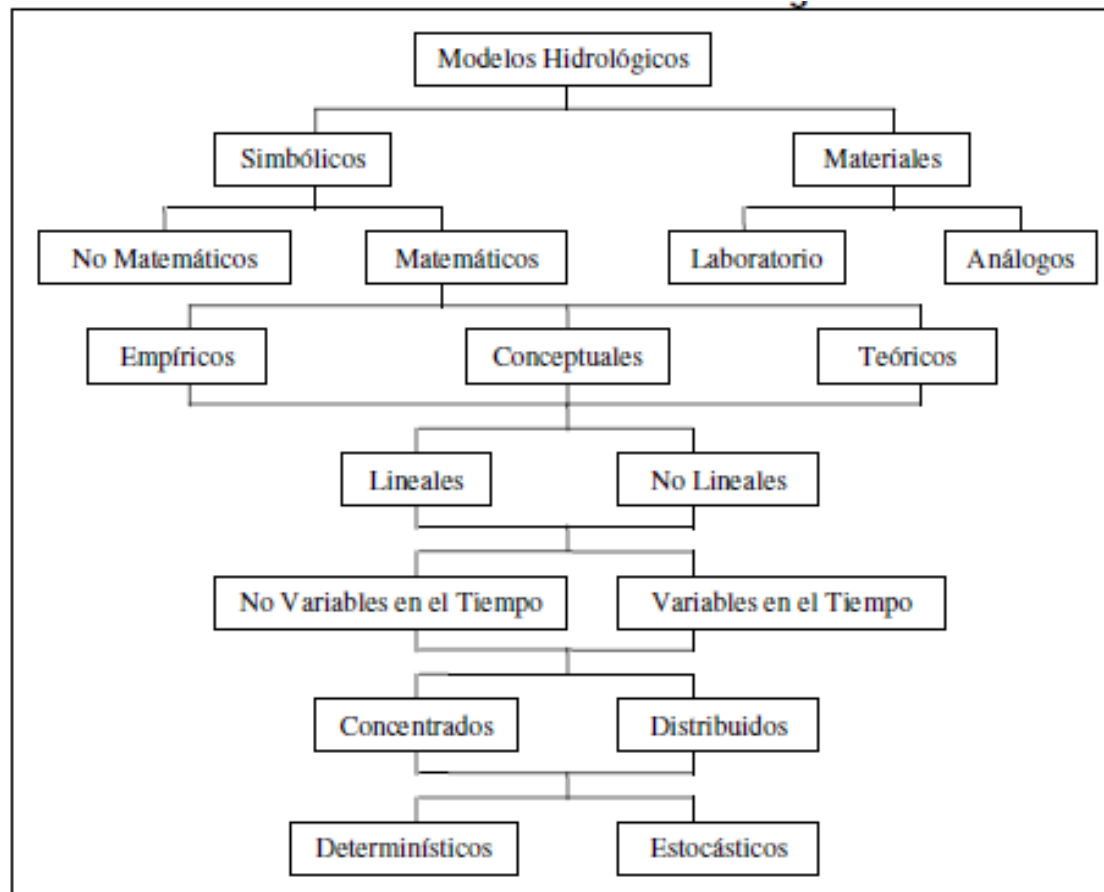 Modelos Hidrológicos
Simbólicos
Materiales
No Matemáticos
Matemáticos
Laboratorio
Análogos
Empíricos
Conceptuales
Teóricos
Lineales
No Lineales
No Variables en el Tiempo
Variables en el Tiempo
Concentrados
Distribuidos
Determinísticos
Estocásticos